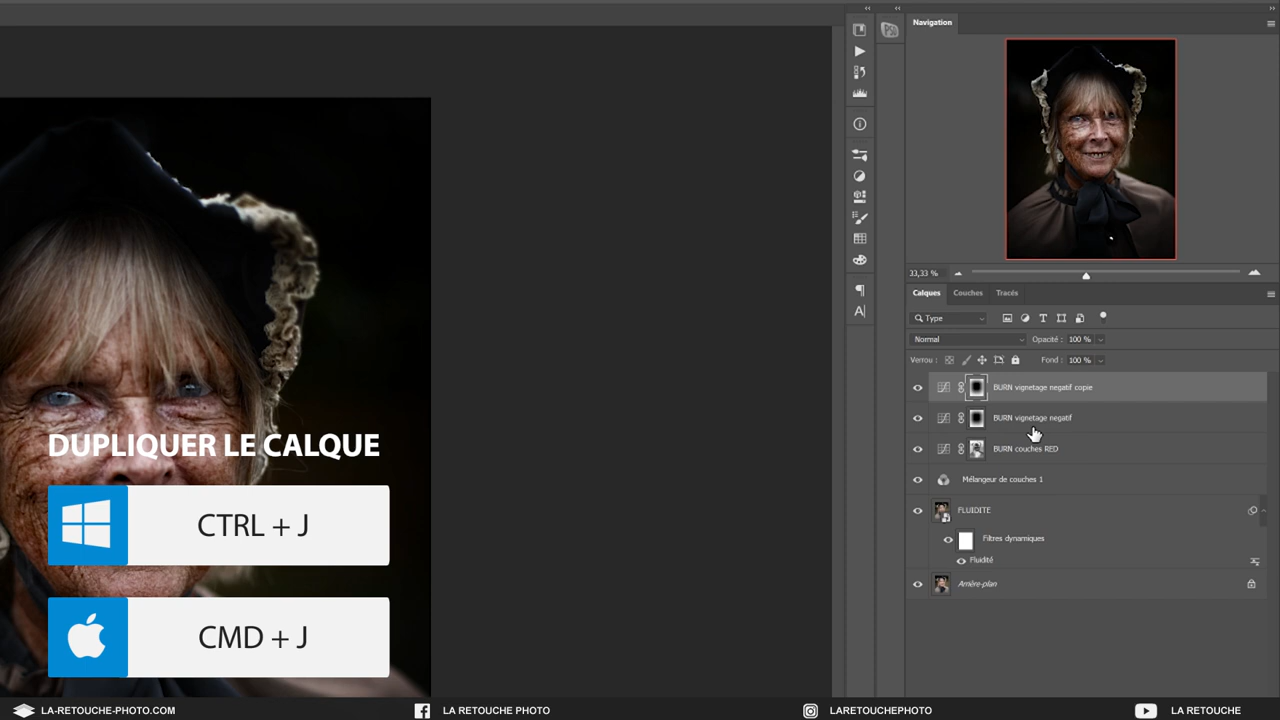 Navigation
33,33 %
Calques Couches Tracés
Type
Normal Opacité : 100 %
Verrou : Fond : 100 %
BURN vignetage negatif copie
BURN vignetage negatif
BURN couches RED
Mélangeur de couches 1
FLUIDITE
Filtres dynamiques
Fluidité
Arrière-plan
DUPLIQUER LE CALQUE
CTRL + J
CMD + J
LA-RETOUCHE-PHOTO.COM LA RETOUCHE PHOTO LARETOUCHEPHOTO LA RETOUCHE